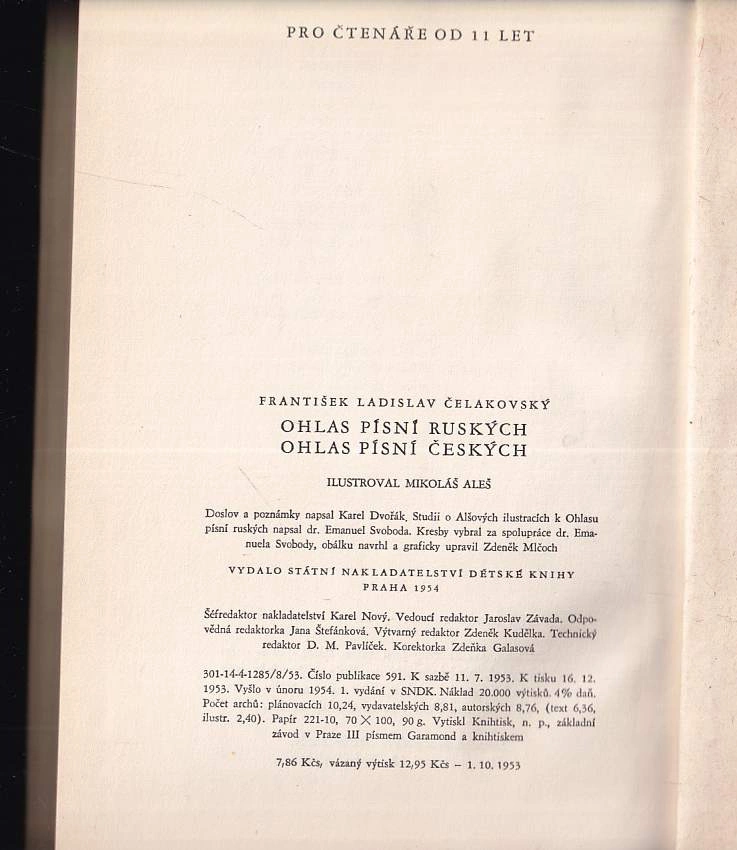 PRO ČTENÁŘE OD 11 LET
FRANTIŠEK LADISLAV ČELAKOVSKÝ
OHLAS PÍSNÍ RUSKÝCH
OHLAS PÍSNÍ ČESKÝCH
ILUSTROVAL MIKOLÁŠ ALEŠ
Doslov a poznámky napsal Karel Dvořák. Studii o Alšových ilustracích k Ohlasu
písní ruských napsal dr. Emanuel Svoboda. Kresby vybral za spolupráce dr. Ema-
nuela Svobody, obálku navrhl a graficky upravil Zdeněk Mlčoch
VYDALO STÁTNÍ NAKLADATELSTVÍ DĚTSKÉ KNIHY
PRAHA 1954
Šéfredaktor nakladatelství Karel Nový. Vedoucí redaktor Jaroslav Závada. Odpo-
vědná redaktorka Jana Štefánková. Výtvarný redaktor Zdeněk Kudělka. Technický
redaktor D. M. Pavlíček. Korektorka Zdeňka Galasová
301-14-4-1285/8/53. Číslo publikace 591. K sazbě 11. 7. 1953. K tisku 16. 12.
1953. Vyšlo v únoru 1954. 1. vydání v SNDK. Náklad 20.000 výtisků. 4% daň.
Počet archů: plánovacích 10,24, vydavatelských 8,81, autorských 8,76, (text 6,36,
ilustr. 2,40). Papír 221-10, 70 × 100, 90 g. Vytiskl Knihtisk, n. p., základní
závod v Praze III písmem Garamond a knihtiskem
7,86 Kčs, vázaný výtisk 12,95 Kčs – 1. 10. 1953